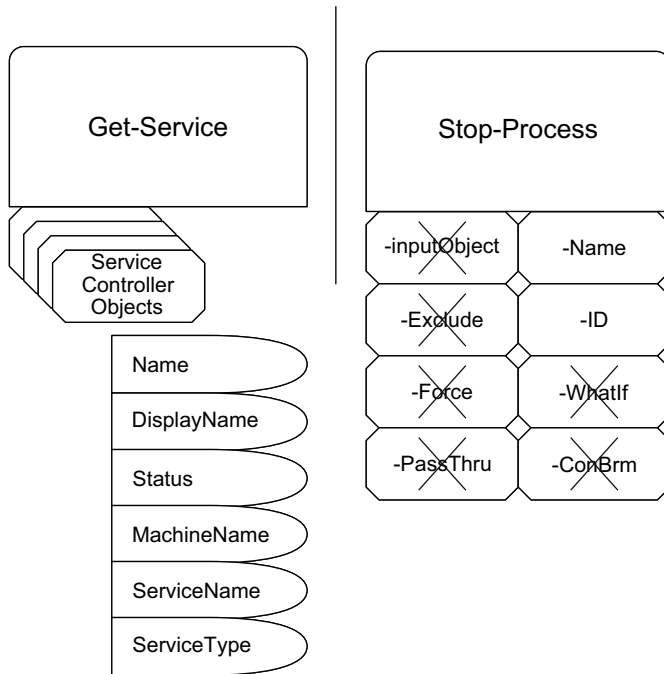 Get-Service
Service
Controller
Objects
Name
DisplayName
Status
MachineName
ServiceName
ServiceType
Stop-Process
-inputObject
-Name
-Exclude
-ID
-Force
-WhatIf
-PassThru
-ConBrm